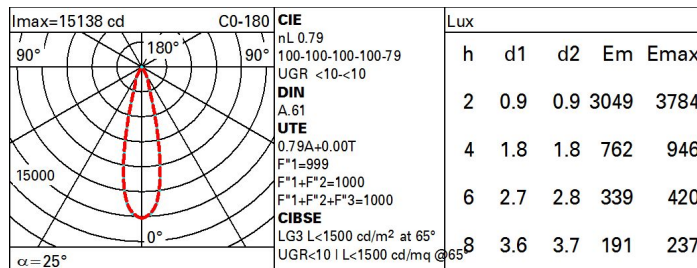 Imax=15138 cd C0-180
90° 180° 90°
15000
0°
α=25°
CIE
nL 0.79
100-100-100-100-79
UGR <10-<10
DIN
A.61
UTE
0.79A+0.00T
F"1=999
F"1+F"2=1000
F"1+F"2+F"3=1000
CIBSE
LG3 L<1500 cd/m² at 65°
UGR<10 | L<1500 cd/mq @65°
Lux
h d1 d2 Em Emax
2 0.9 0.9 3049 3784
4 1.8 1.8 762 946
6 2.7 2.8 339 420
8 3.6 3.7 191 237